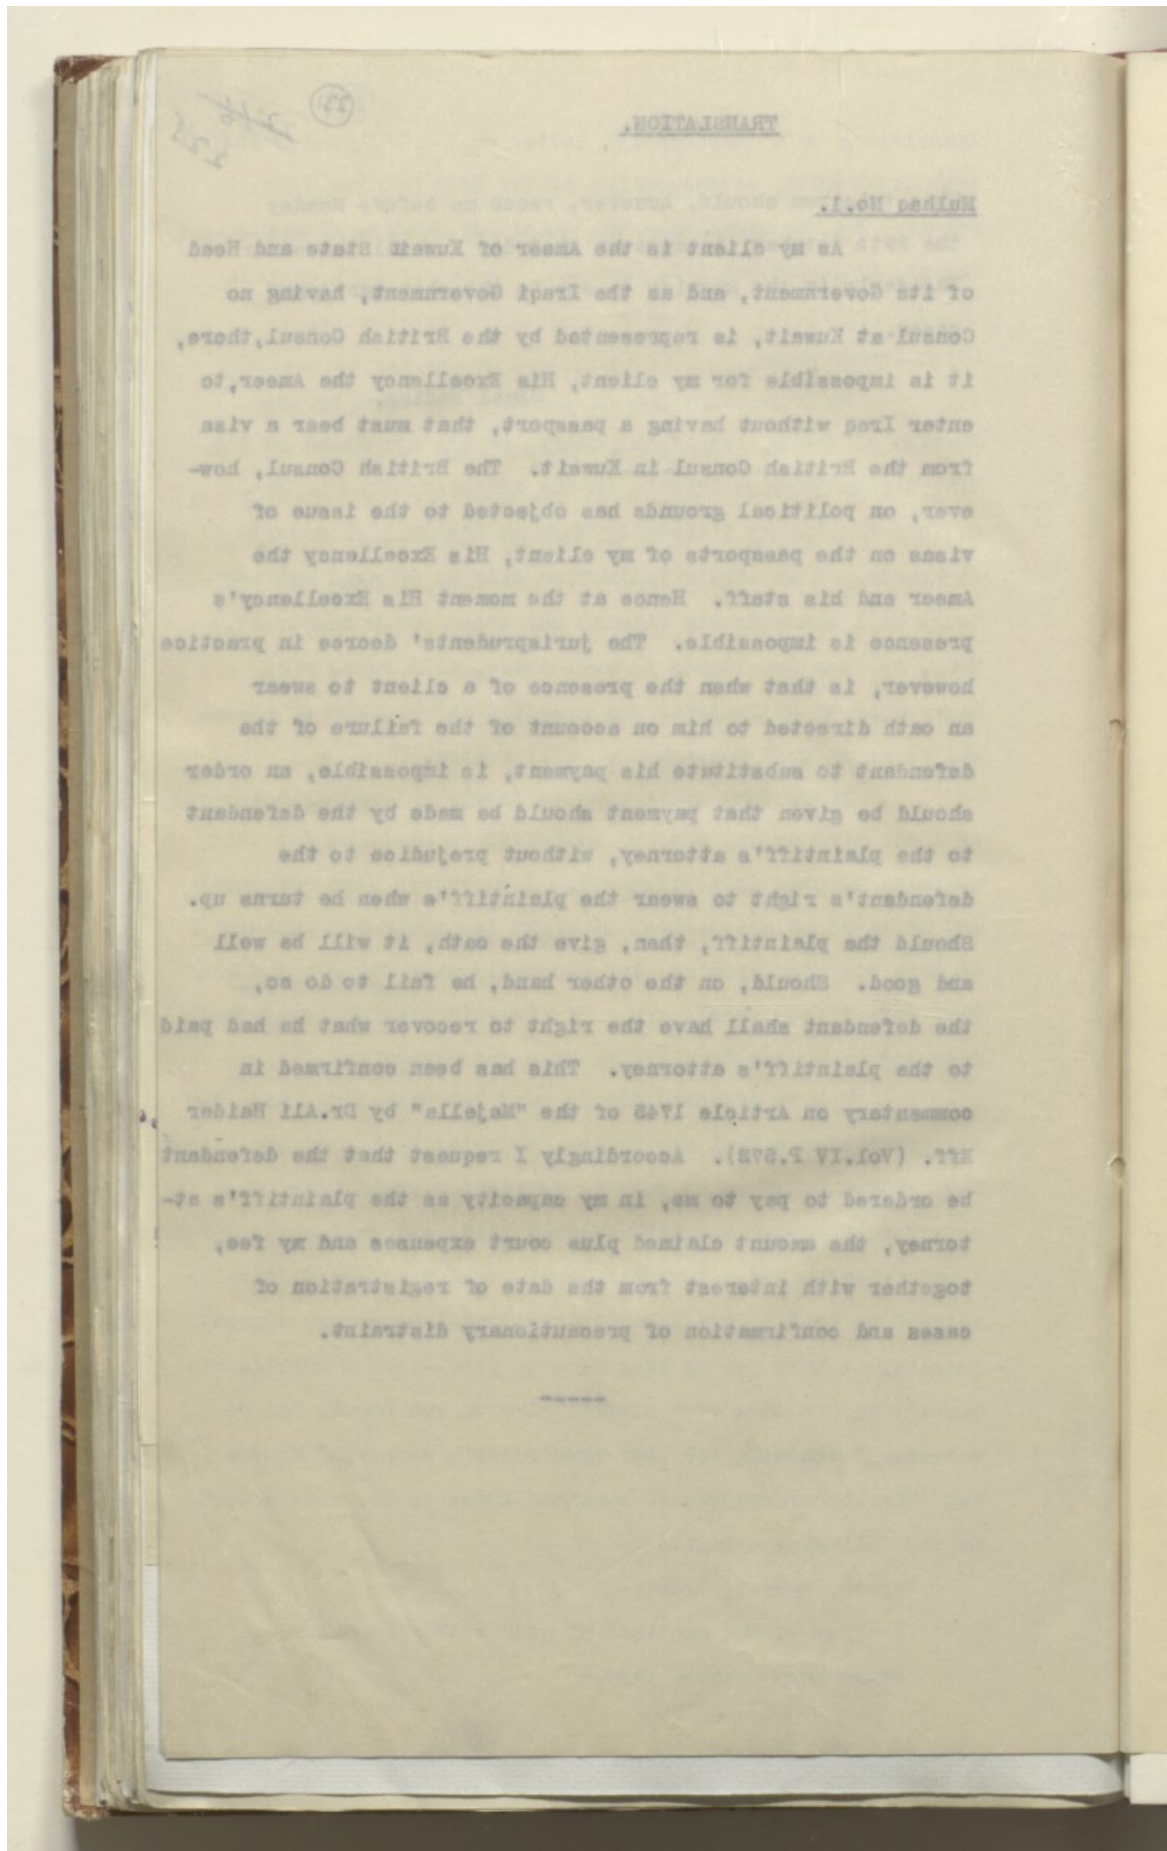 TRANSLATION.
Mulhaq No.1.
As my client is the Ameer of Kuwait State and Head
of its Government, and as the Iraqi Government, having no
Consul at Kuwait, is represented by the British Consul,there,
it is impossible for my client, His Excellency the Ameer,to
enter Iraq without having a passport, that must bear a visa
from the British Consul in Kuwait. The British Consul, how-
ever, on political grounds has objected to the issue of
visas on the passports of my client, His Excellency the
Ameer and his staff. Hence at the moment His Excellency's
presence is impossible. The jurisprudents' decree in practice
however, is that when the presence of a client to swear
an oath directed to him on account of the failure of the
defendant to substitute his payment, is impossible, an order
should be given that payment should be made by the defendant
to the plaintiff's attorney, without prejudice to the
defendant's right to swear the plaintiff's when he turns up.
Should the plaintiff, then, give the oath, it will be well
and good. Should, on the other hand, he fail to do so,
the defendant shall have the right to recover what he had paid
to the plaintiff's attorney. This has been confirmed in
commentary on Article 1745 of the "Majella" by Dr.Ali Haider
Eff. (Vol.IV P.572). Accordingly I request that the defendant
be ordered to pay to me, in my capacity as the plaintiff's at-
torney, the amount claimed plus court expenses and my fee,
together with interest from the date of registration of
cases and confirmation of precautionary distraint.
-----